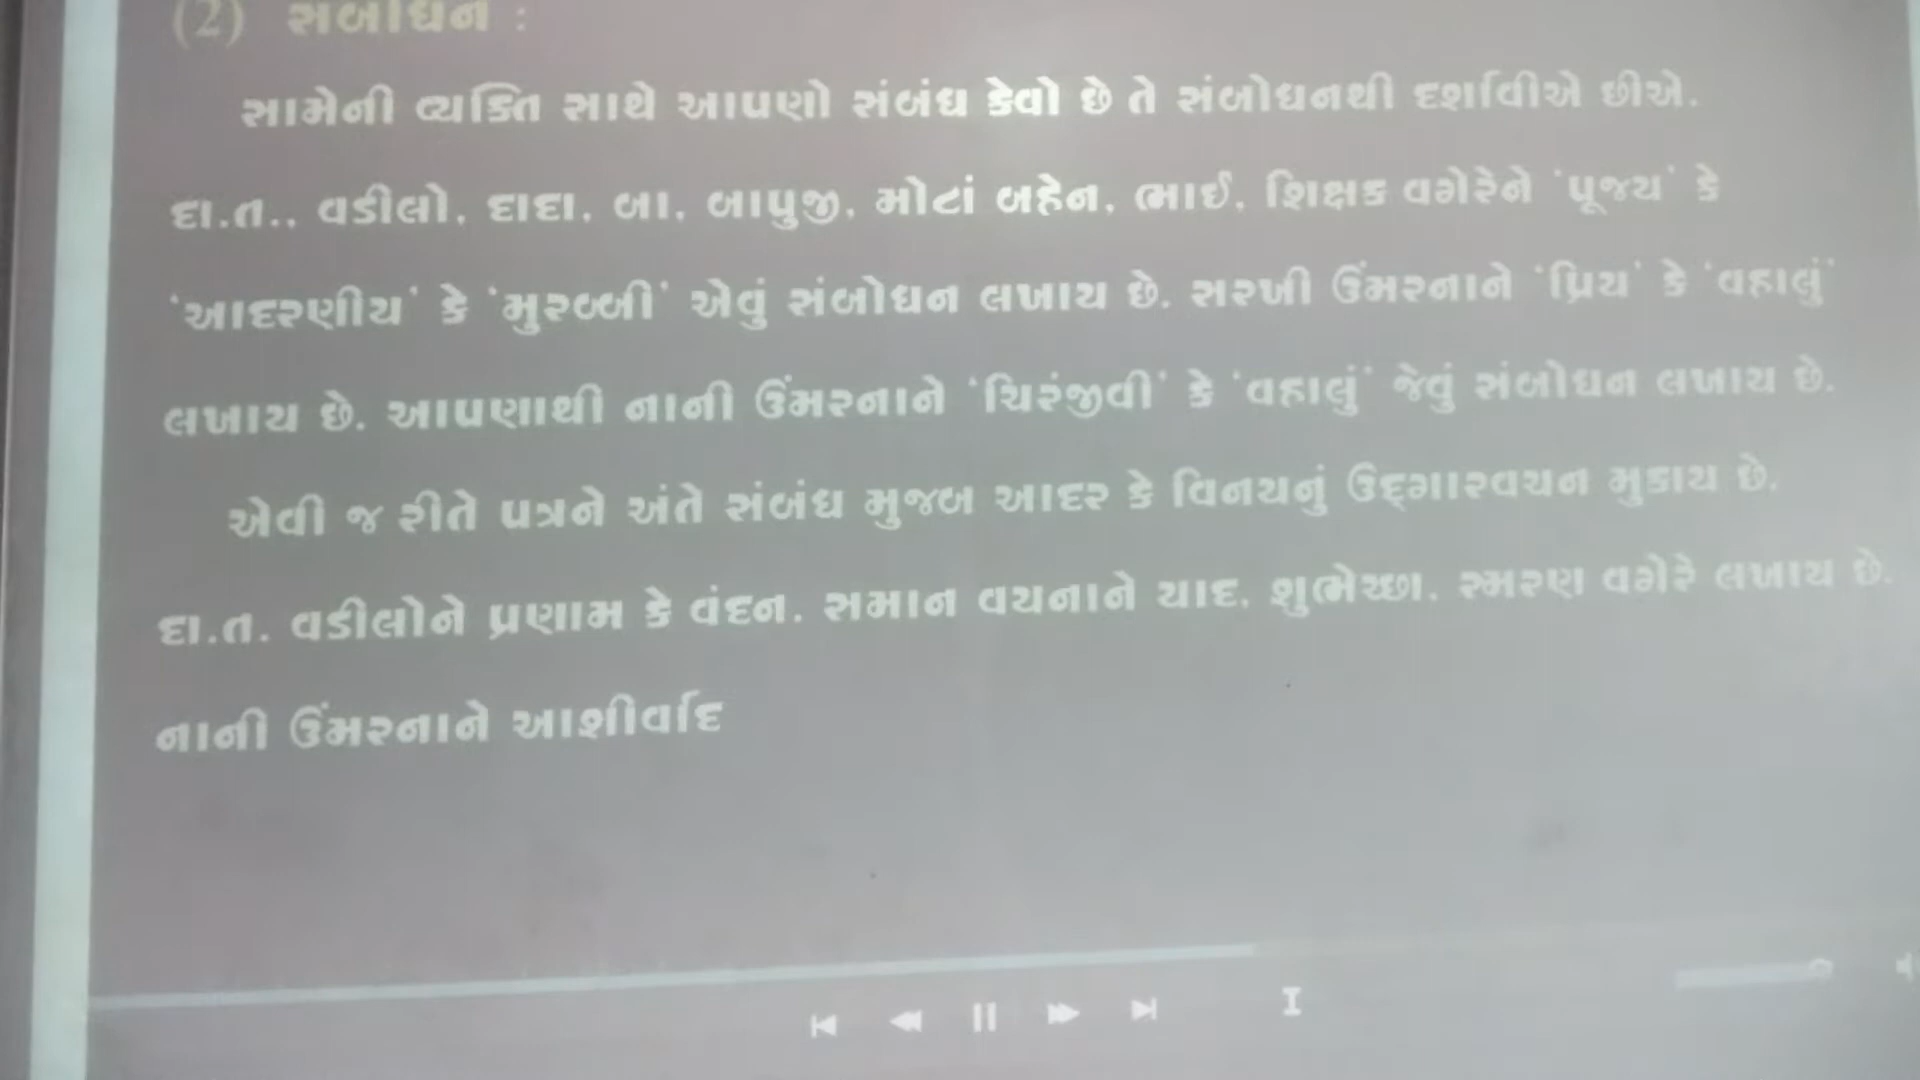 (2) સંબોધન :
સામેની વ્યક્તિ સાથે આપણો સંબંધ કેવો છે તે સંબોધનથી દર્શાવીએ છીએ.
દા.ત., વડીલો, દાદા, બા, બાપુજી, મોટાં બહેન, ભાઈ, શિક્ષક વગેરેને 'પૂજ્ય' કે
'આદરણીય' કે 'મુરબ્બી' એવું સંબોધન લખાય છે. સરખી ઉંમરનાને 'પ્રિય' કે 'વહાલું'
લખાય છે. આપણાથી નાની ઉંમરનાને 'ચિરંજીવી' કે 'વહાલું' જેવું સંબોધન લખાય છે.
એવી જ રીતે પત્રને અંતે સંબંધ મુજબ આદર કે વિનયનું ઉદ્‌ગારવચન મુકાય છે.
દા.ત. વડીલોને પ્રણામ કે વંદન, સમાન વયનાને યાદ, શુભેચ્છા, સ્મરણ વગેરે લખાય છે.
નાની ઉંમરનાને આશીર્વાદ